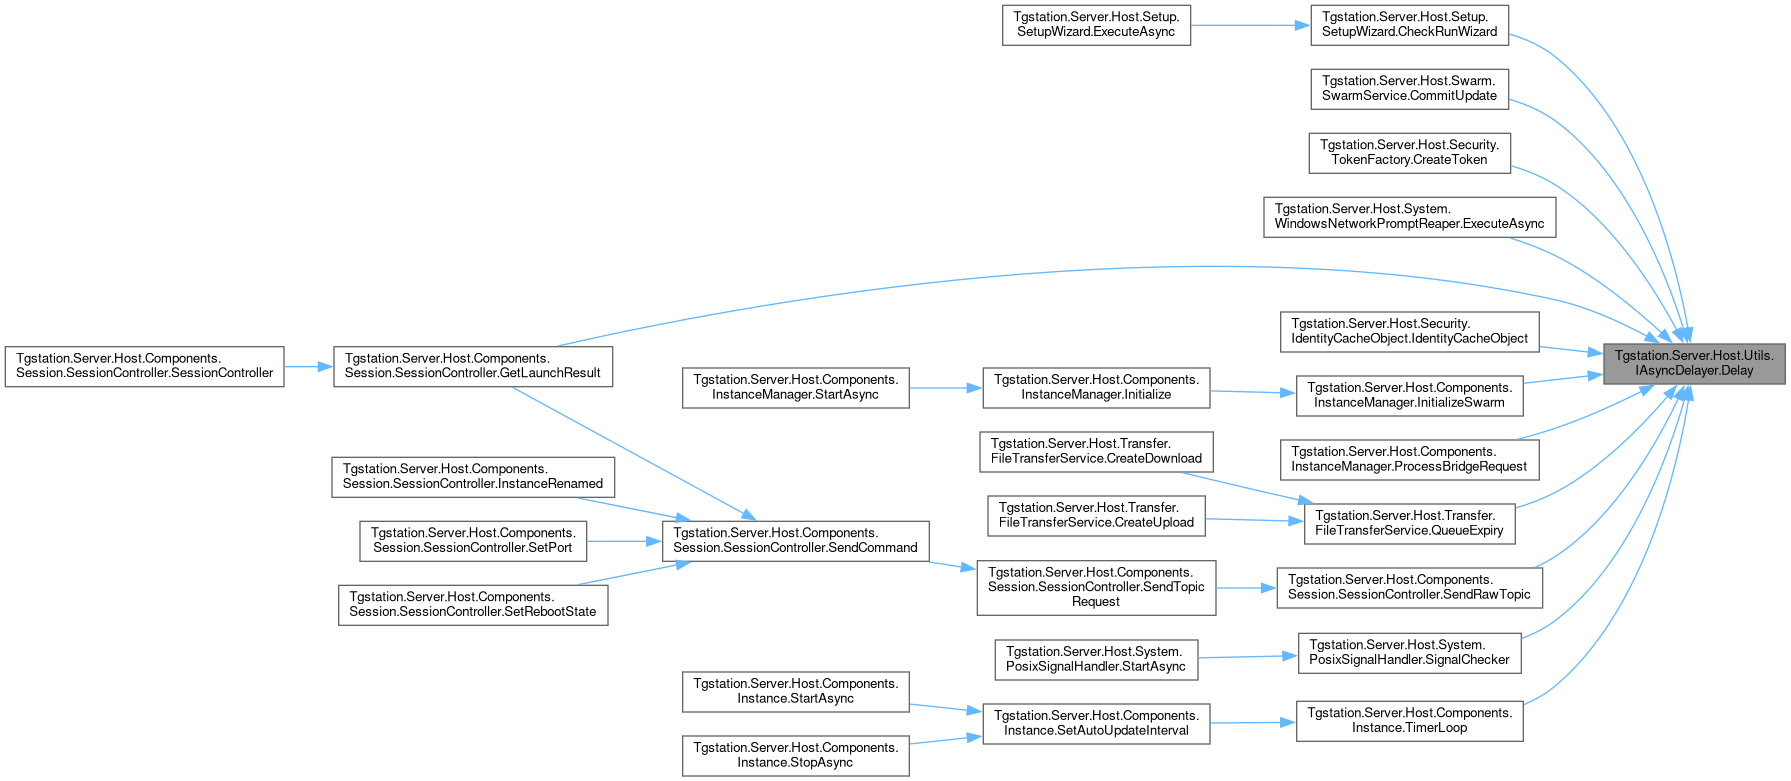 Tgstation.Server.Host.Setup.
SetupWizard.ExecuteAsync
Tgstation.Server.Host.Setup.
SetupWizard.CheckRunWizard
Tgstation.Server.Host.Swarm.
SwarmService.CommitUpdate
Tgstation.Server.Host.Security.
TokenFactory.CreateToken
Tgstation.Server.Host.System.
WindowsNetworkPromptReaper.ExecuteAsync
Tgstation.Server.Host.Security.
IdentityCacheObject.IdentityCacheObject
Tgstation.Server.Host.Utils.
IAsyncDelayer.Delay
Tgstation.Server.Host.Components.
Session.SessionController.SessionController
Tgstation.Server.Host.Components.
Session.SessionController.GetLaunchResult
Tgstation.Server.Host.Components.
InstanceManager.StartAsync
Tgstation.Server.Host.Components.
InstanceManager.Initialize
Tgstation.Server.Host.Components.
InstanceManager.InitializeSwarm
Tgstation.Server.Host.Transfer.
FileTransferService.CreateDownload
Tgstation.Server.Host.Components.
InstanceManager.ProcessBridgeRequest
Tgstation.Server.Host.Components.
Session.SessionController.InstanceRenamed
Tgstation.Server.Host.Transfer.
FileTransferService.CreateUpload
Tgstation.Server.Host.Transfer.
FileTransferService.QueueExpiry
Tgstation.Server.Host.Components.
Session.SessionController.SetPort
Tgstation.Server.Host.Components.
Session.SessionController.SendCommand
Tgstation.Server.Host.Components.
Session.SessionController.SendTopic
Request
Tgstation.Server.Host.Components.
Session.SessionController.SendRawTopic
Tgstation.Server.Host.Components.
Session.SessionController.SetRebootState
Tgstation.Server.Host.System.
PosixSignalHandler.StartAsync
Tgstation.Server.Host.System.
PosixSignalHandler.SignalChecker
Tgstation.Server.Host.Components.
Instance.StartAsync
Tgstation.Server.Host.Components.
Instance.SetAutoUpdateInterval
Tgstation.Server.Host.Components.
Instance.TimerLoop
Tgstation.Server.Host.Components.
Instance.StopAsync